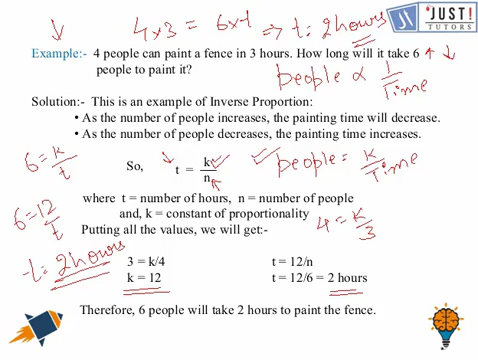 4 × 3 = 6 × t ⇒ t = 2 hours
JUST!
TUTORS
Example:- 4 people can paint a fence in 3 hours. How long will it take 6 ↑ ↓
people to paint it?
people ∝ 1/Time
Solution:- This is an example of Inverse Proportion:
• As the number of people increases, the painting time will decrease.
• As the number of people decreases, the painting time increases.
6 = k/t
So, t = k/n
people = k/Time
where t = number of hours, n = number of people
and, k = constant of proportionality
6 = 12/t
4 = k/3
Putting all the values, we will get:-
t = 2 hours
3 = k/4 t = 12/n
k = 12 t = 12/6 = 2 hours
Therefore, 6 people will take 2 hours to paint the fence.